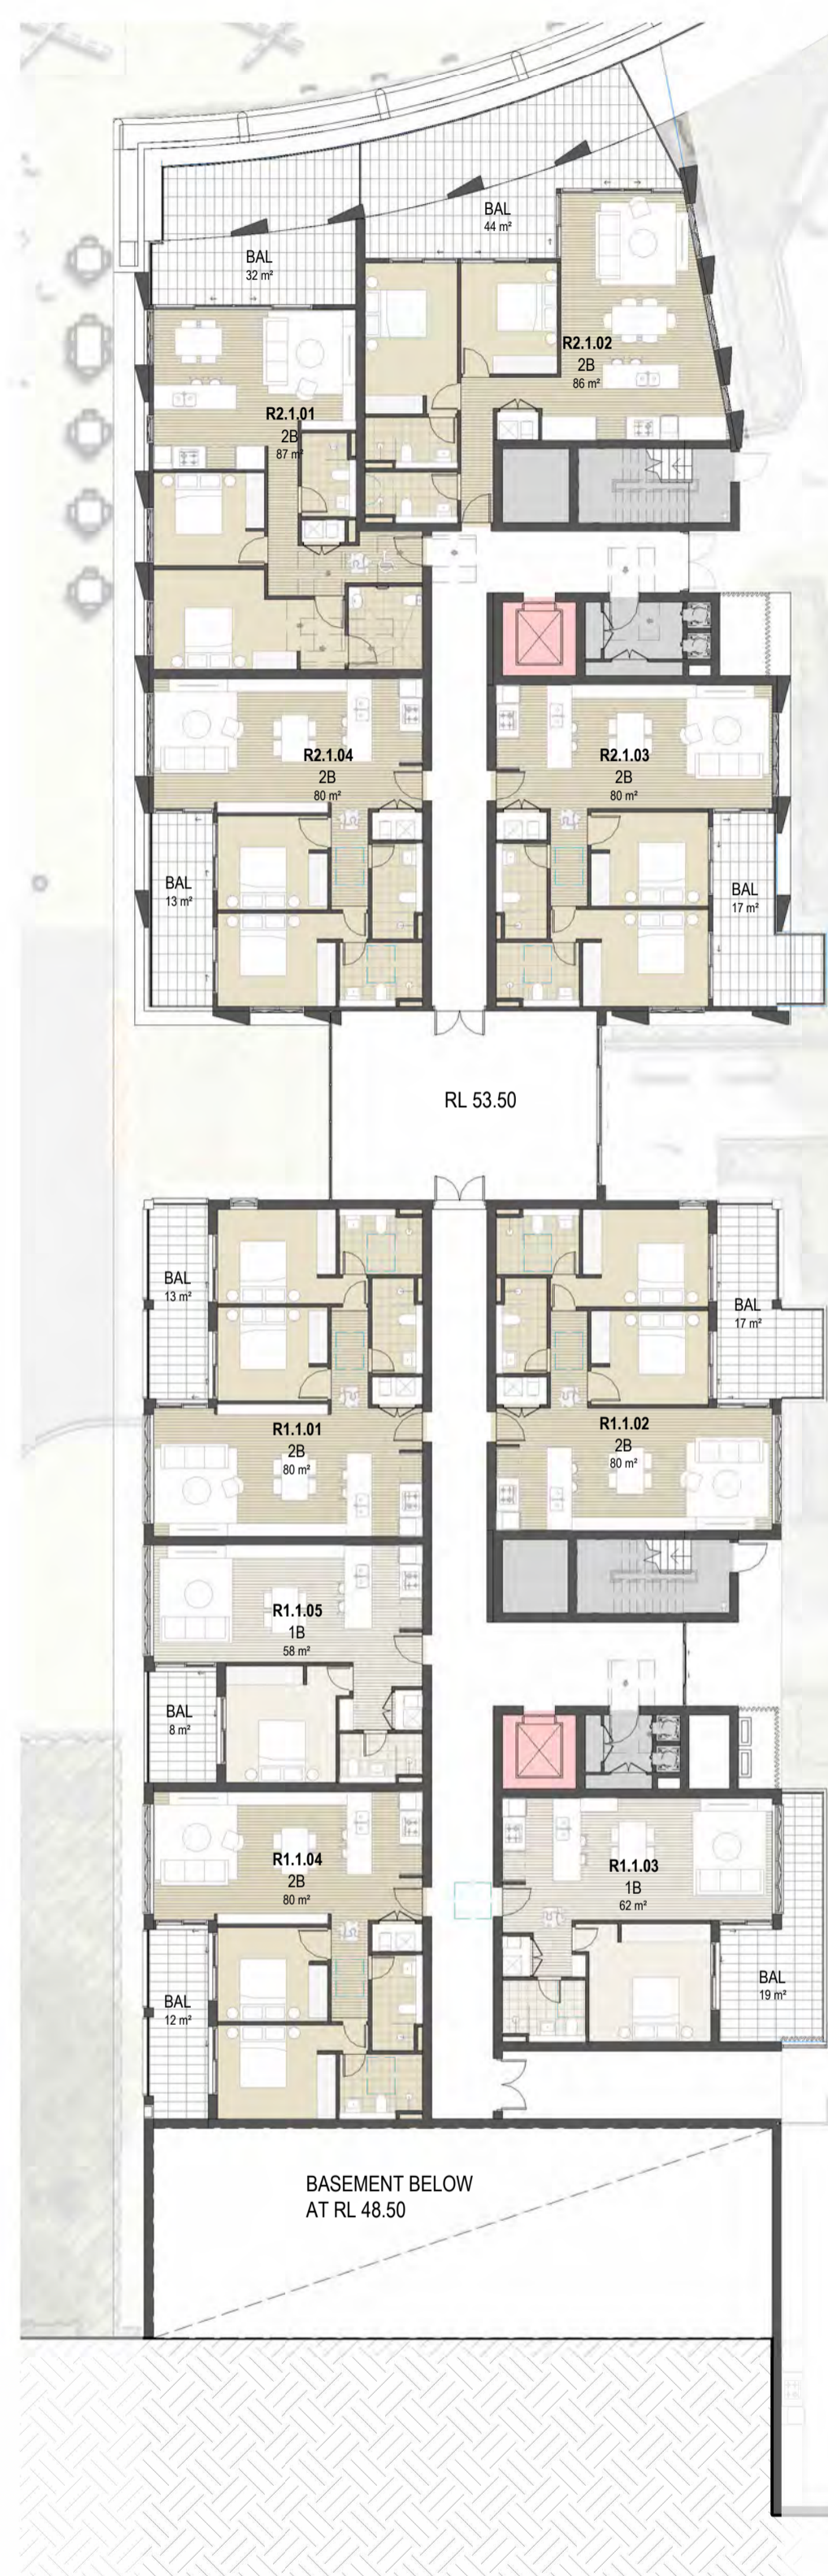 BAL
44 m²
BAL
32 m²
R2.1.02
2B
86 m²
R2.1.01
2B
87 m²
R2.1.04
2B
80 m²
R2.1.03
2B
80 m²
BAL
13 m²
BAL
17 m²
RL 53.50
BAL
13 m²
BAL
17 m²
R1.1.01
2B
80 m²
R1.1.02
2B
80 m²
R1.1.05
1B
58 m²
BAL
8 m²
R1.1.04
2B
80 m²
R1.1.03
1B
62 m²
BAL
12 m²
BAL
19 m²
BASEMENT BELOW
AT RL 48.50